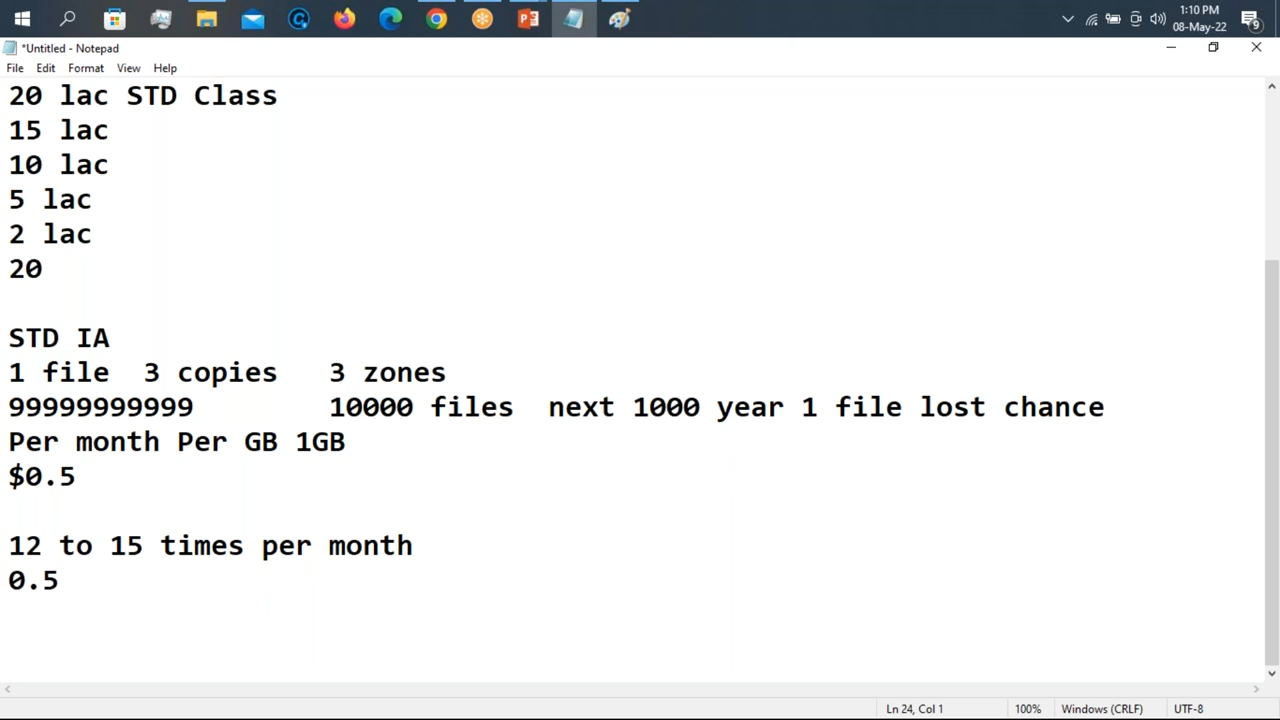 1:10 PM
08-May-22
9
*Untitled - Notepad
File Edit Format View Help
20 lac STD Class
15 lac
10 lac
5 lac
2 lac
20
STD IA
1 file 3 copies 3 zones
99999999999 10000 files next 1000 year 1 file lost chance
Per month Per GB 1GB
$0.5
12 to 15 times per month
0.5
Ln 24, Col 1 100% Windows (CRLF) UTF-8